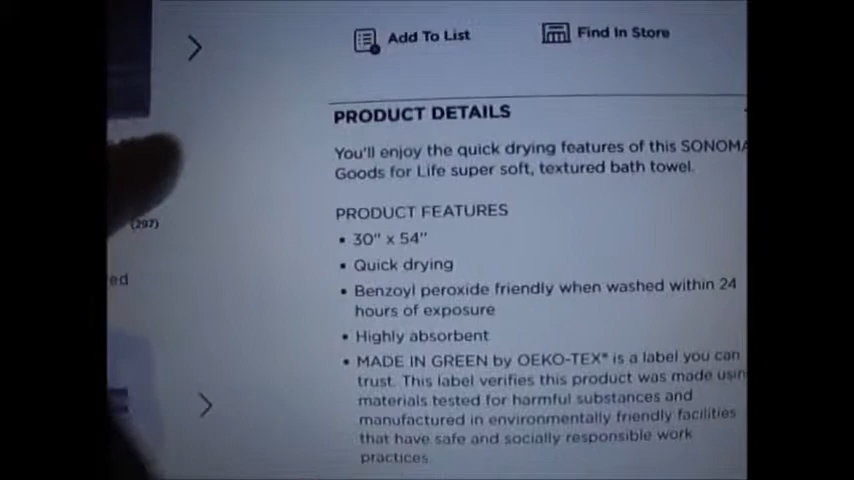 Add To List
Find In Store
PRODUCT DETAILS
You'll enjoy the quick drying features of this SONOMA
Goods for Life super soft, textured bath towel.
(297)
PRODUCT FEATURES
• 30" x 54"
• Quick drying
ed
• Benzoyl peroxide friendly when washed within 24
hours of exposure
• Highly absorbent
• MADE IN GREEN by OEKO-TEX® is a label you can
trust. This label verifies this product was made usin
materials tested for harmful substances and
manufactured in environmentally friendly facilities
that have safe and socially responsible work
practices.